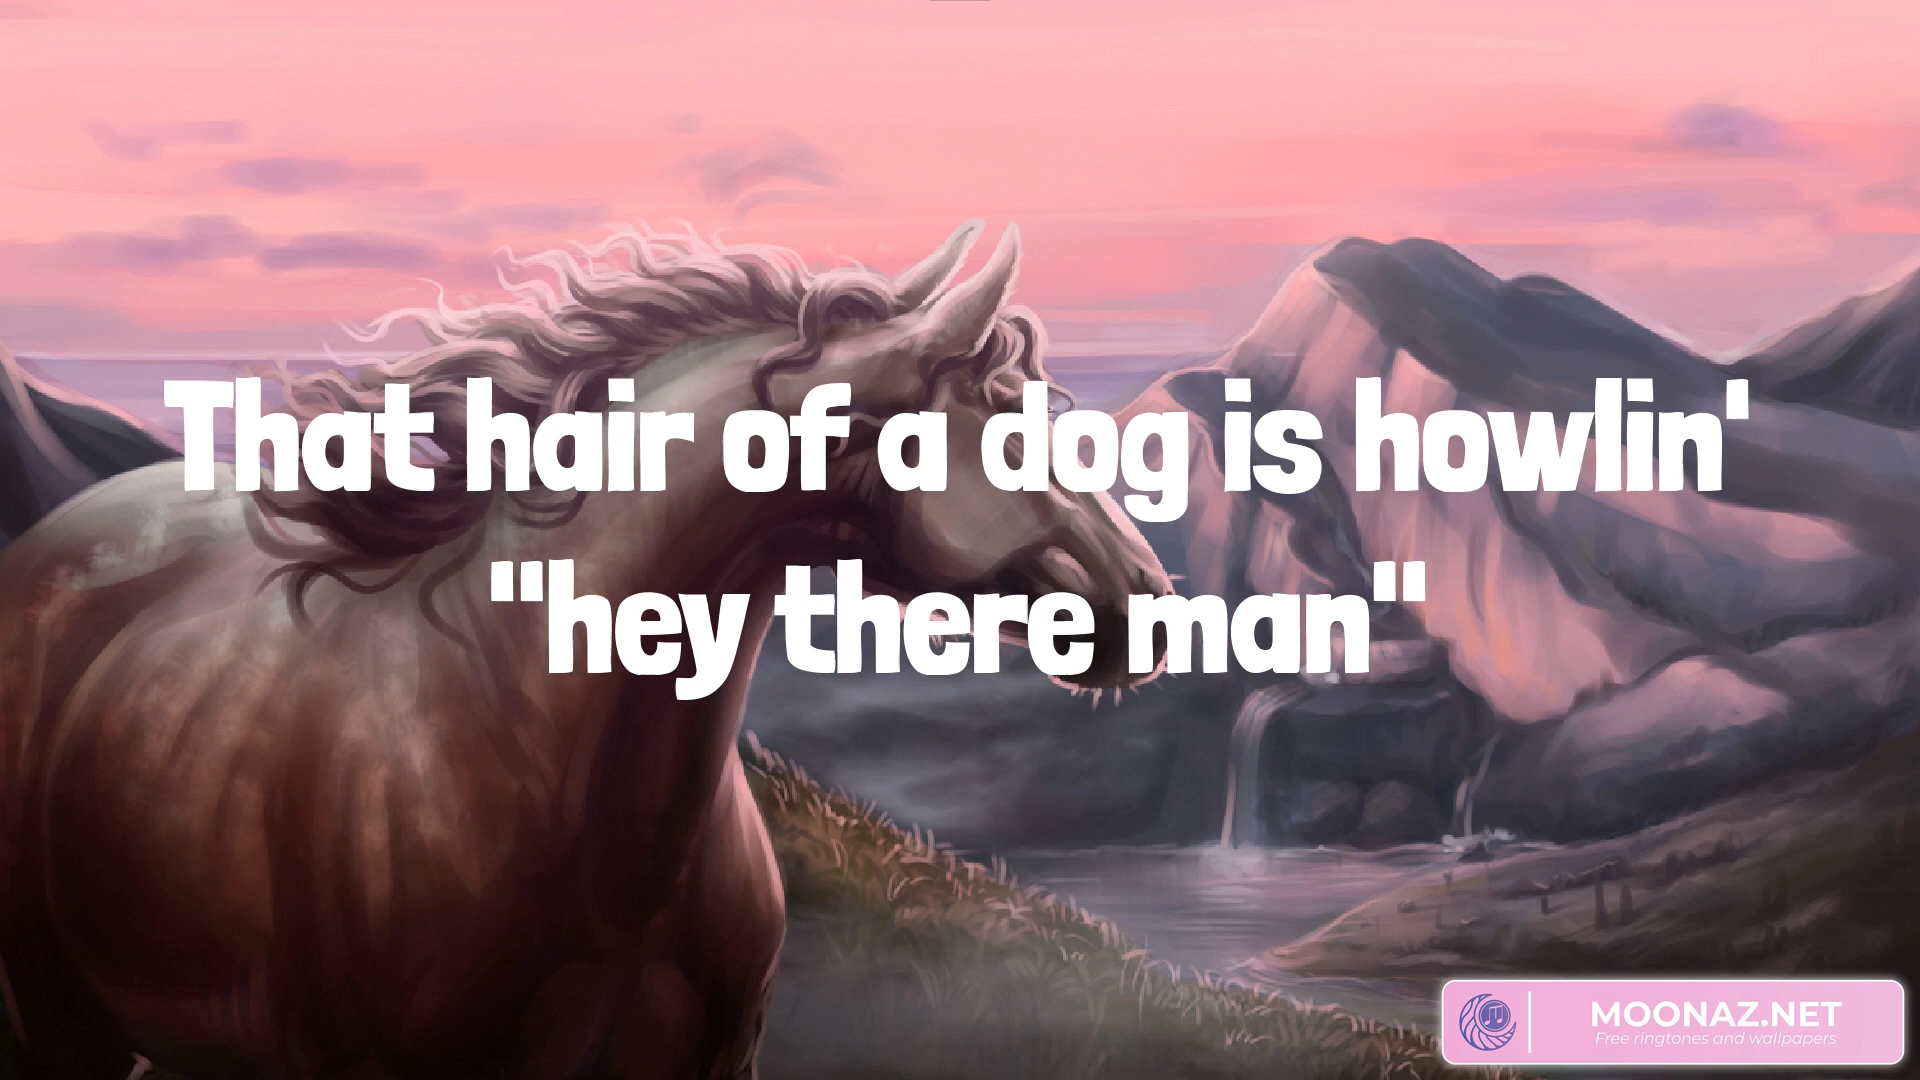 That hair of a dog is howlin'
"hey there man"
MOONAZ.NET
Free ringtones and wallpapers